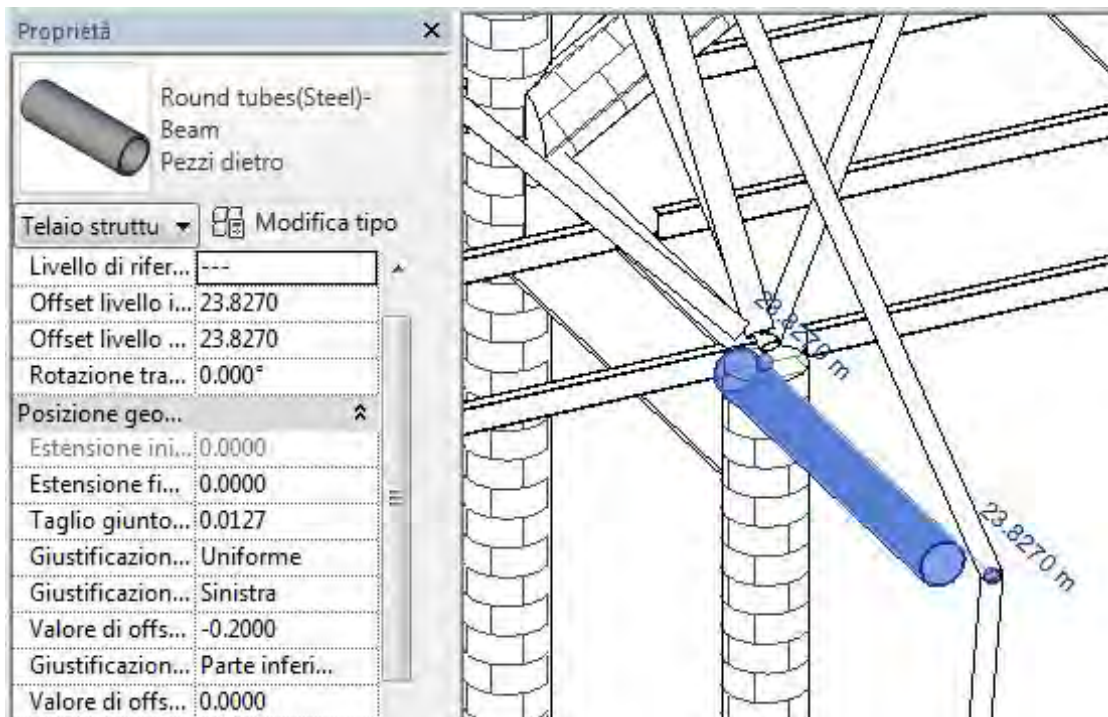 Proprietà
Round tubes(Steel)-
Beam
Pezzi dietro
Telaio struttu
Modifica tipo
Livello di rifer... ---
Offset livello i... 23.8270
Offset livello ... 23.8270
Rotazione tra... 0.000°
Posizione geo...
Estensione ini... 0.0000
Estensione fi... 0.0000
Taglio giunto... 0.0127
Giustificazion... Uniforme
Giustificazion... Sinistra
Valore di offs... -0.2000
Giustificazion... Parte inferi...
Valore di offs... 0.0000
23.8270 m
23.8270 m